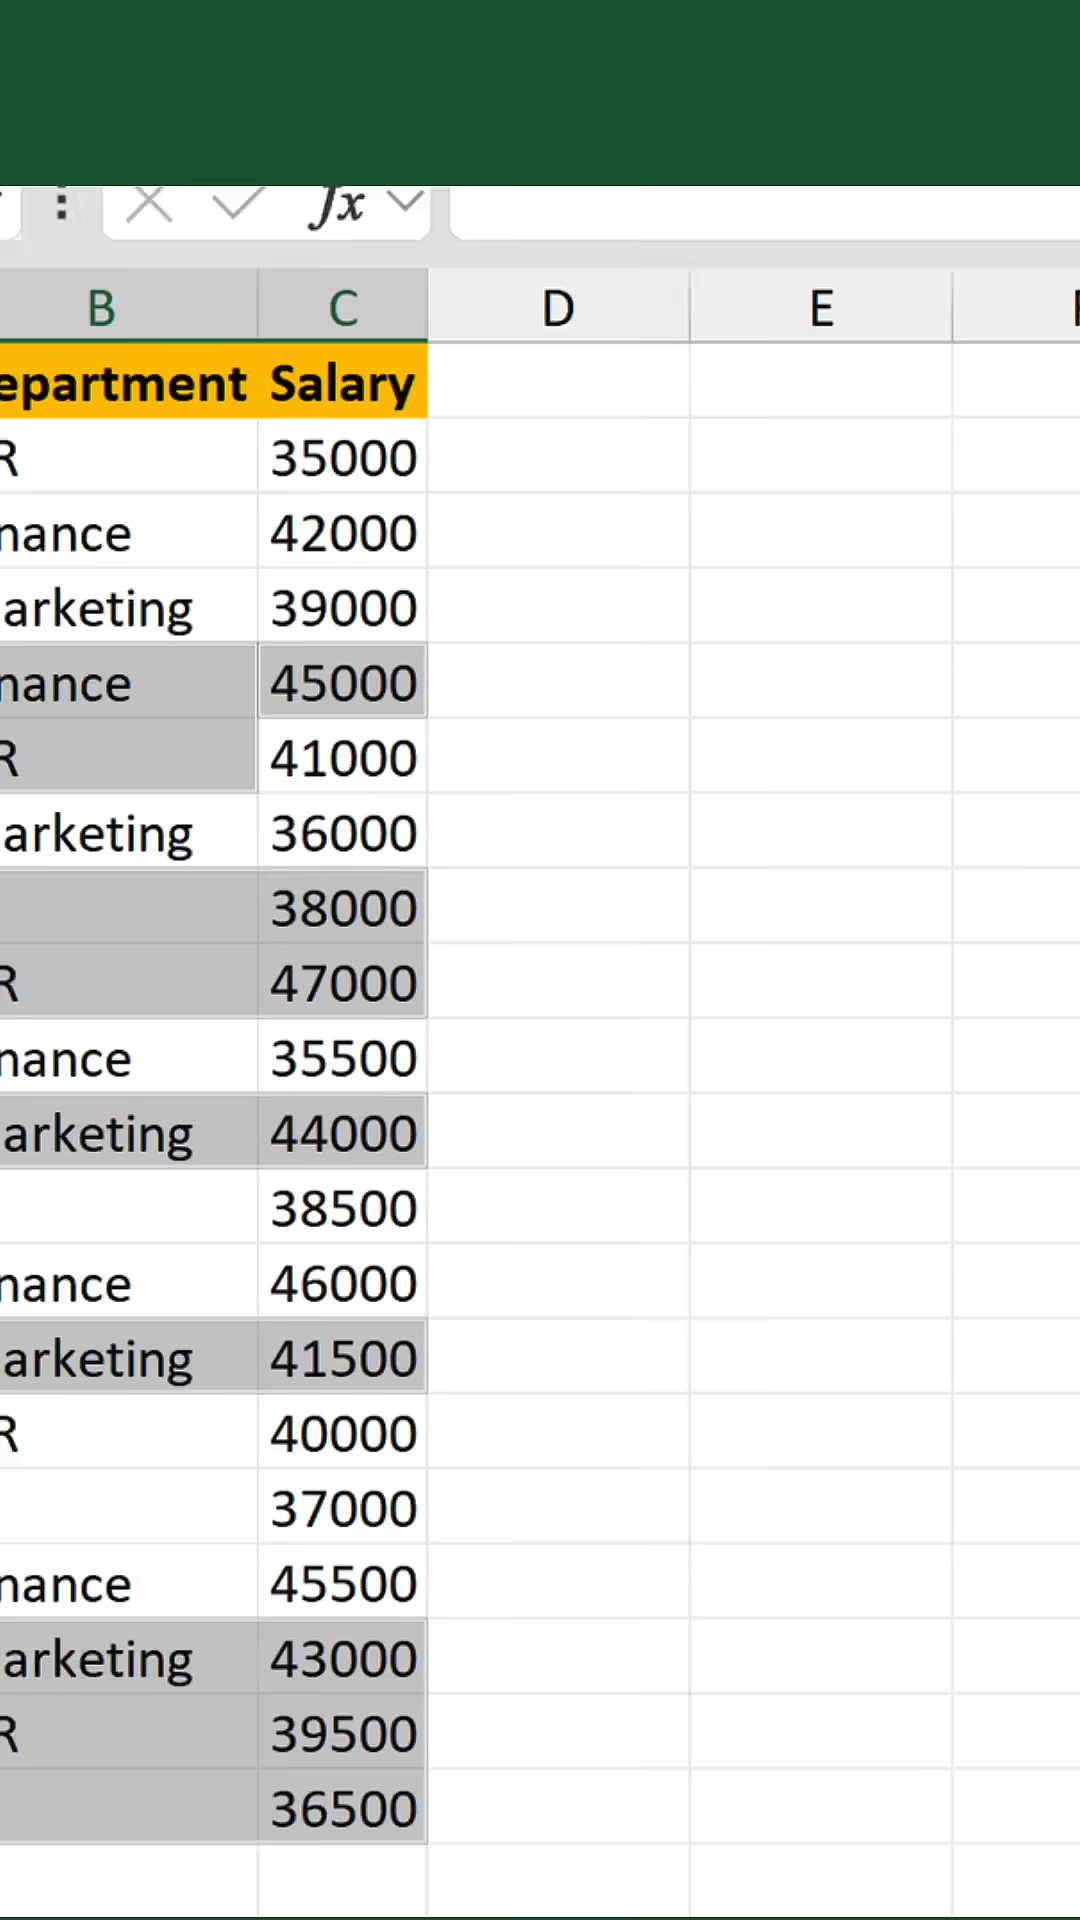 fx
B C D E
epartment Salary
R 35000
nance 42000
arketing 39000
nance 45000
R 41000
arketing 36000
38000
R 47000
nance 35500
arketing 44000
38500
nance 46000
arketing 41500
R 40000
37000
nance 45500
arketing 43000
R 39500
36500